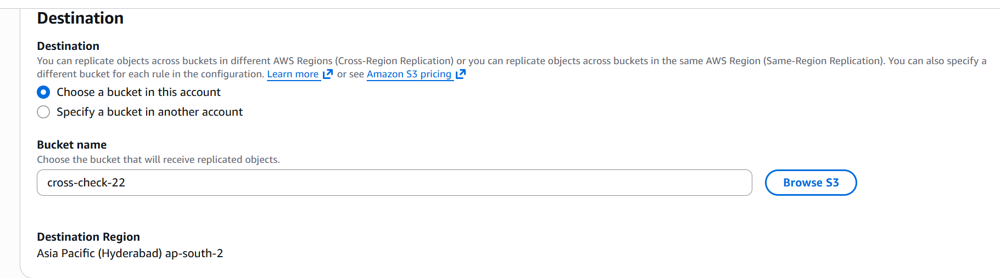 Destination
Destination
You can replicate objects across buckets in different AWS Regions (Cross-Region Replication) or you can replicate objects across buckets in the same AWS Region (Same-Region Replication). You can also specify a
different bucket for each rule in the configuration. Learn more or see Amazon S3 pricing
Choose a bucket in this account
Specify a bucket in another account
Bucket name
Choose the bucket that will receive replicated objects.
cross-check-22
Browse S3
Destination Region
Asia Pacific (Hyderabad) ap-south-2